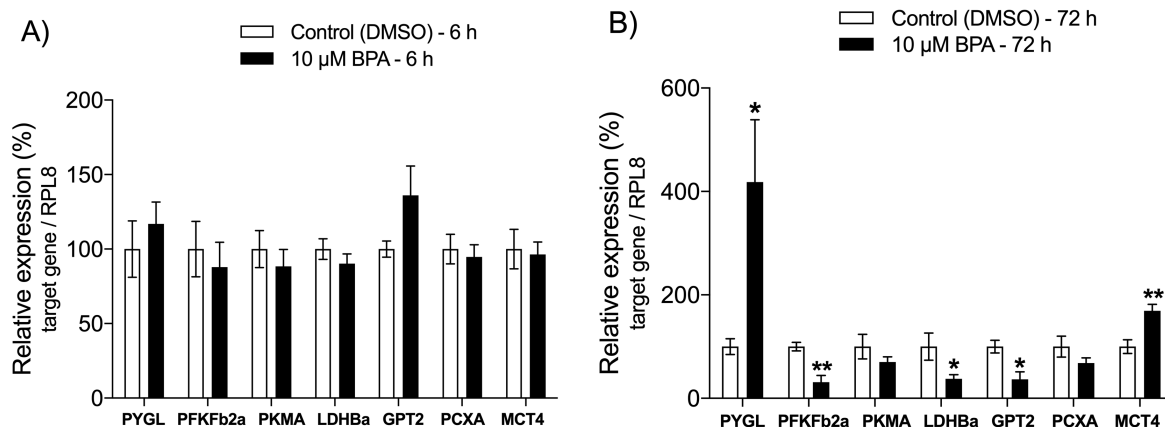 A)
Control (DMSO) - 6 h
10 µM BPA - 6 h
Relative expression (%)
target gene / RPL8
200
150
100
50
0
PYGL PFKFb2a PKMA LDHBa GPT2 PCXA MCT4
B)
Control (DMSO) - 72 h
10 µM BPA - 72 h
Relative expression (%)
target gene / RPL8
600
400
200
0
*
**
*
*
**
PYGL PFKFb2a PKMA LDHBa GPT2 PCXA MCT4